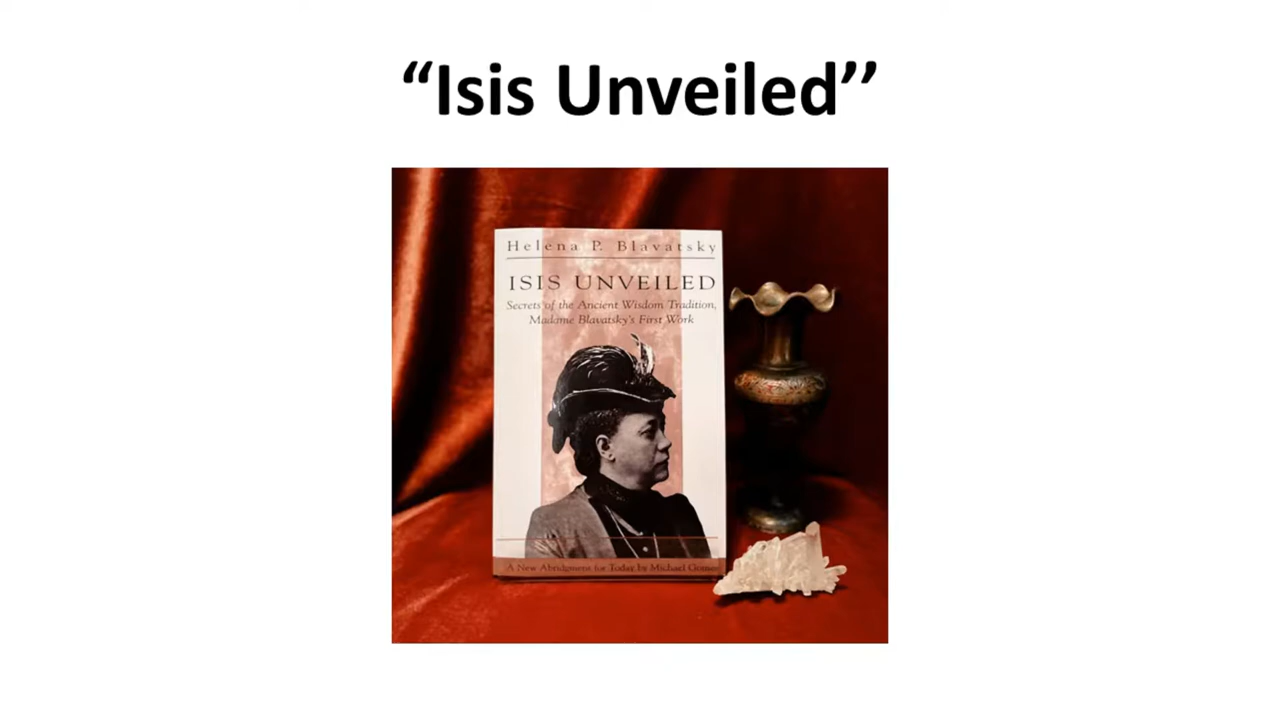 “Isis Unveiled’’
Helena P. Blavatsky
ISIS UNVEILED
Secrets of the Ancient Wisdom Tradition,
Madame Blavatsky's First Work
A New Abridgment for Today by Michael Gomes